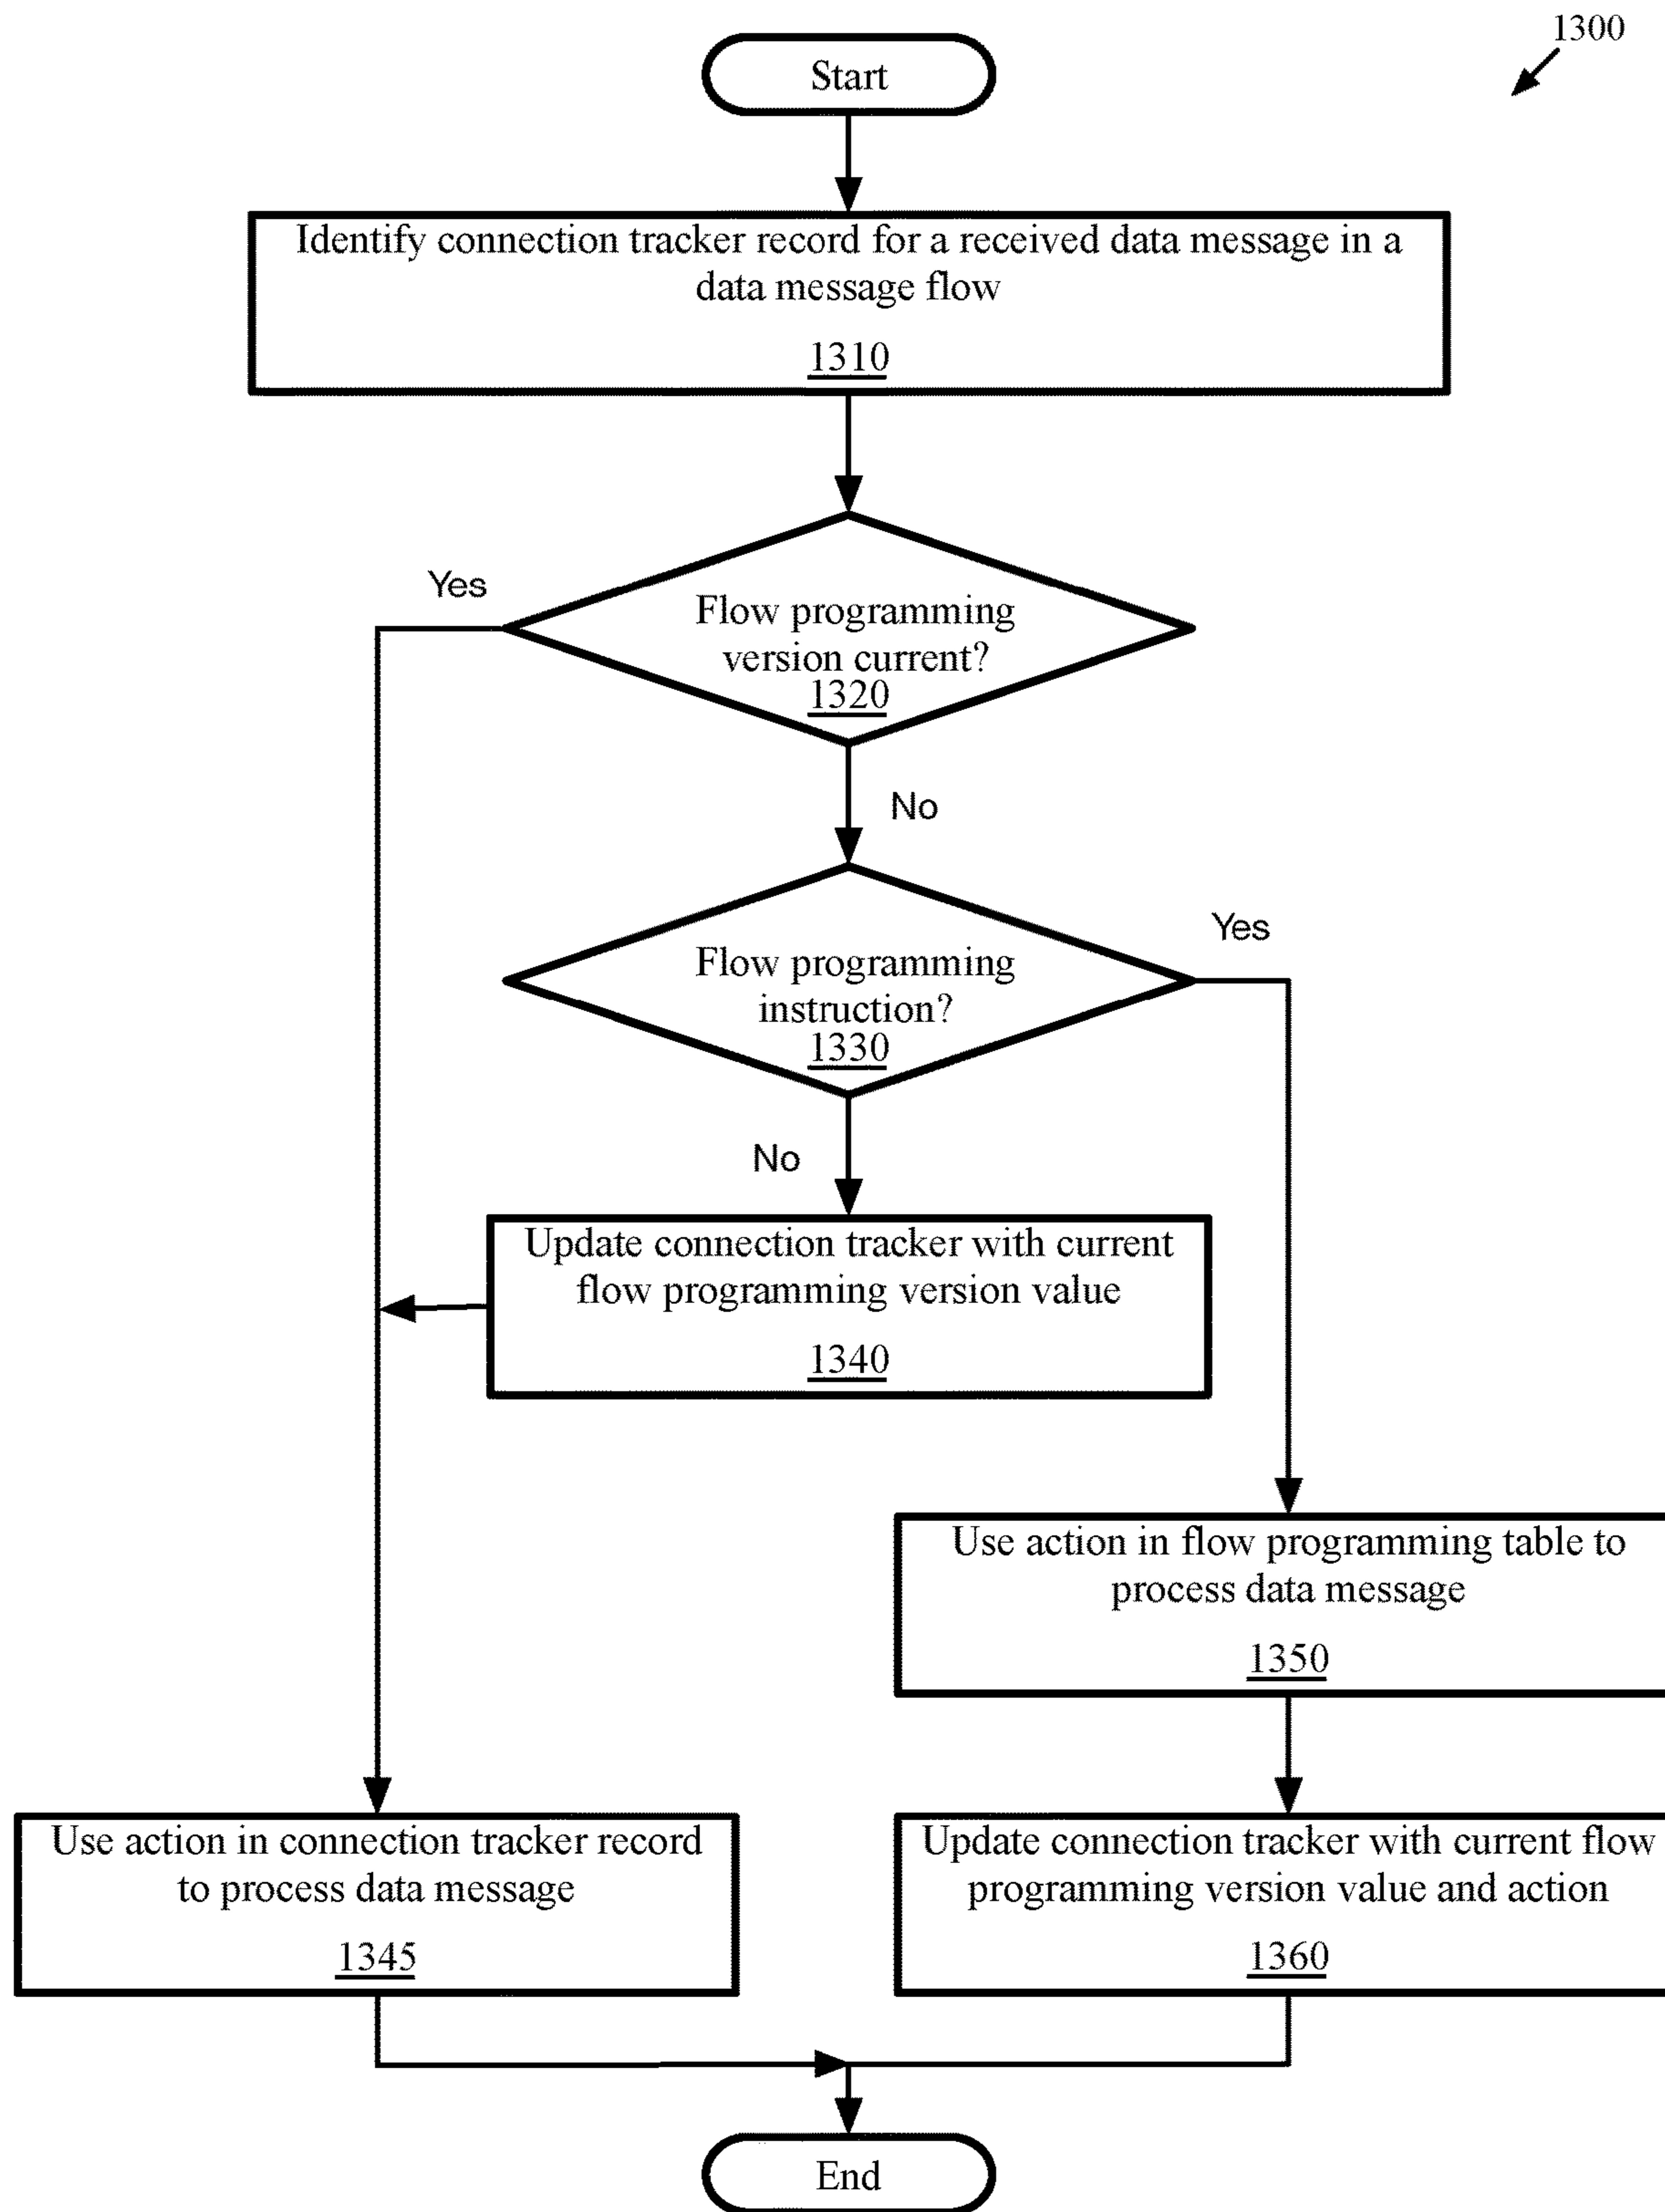 1300
Start
Identify connection tracker record for a received data message in a
data message flow
1310
Yes
Flow programming
version current?
1320
No
Yes
Flow programming
instruction?
1330
No
Update connection tracker with current
flow programming version value
1340
Use action in flow programming table to
process data message
1350
Use action in connection tracker record
to process data message
1345
Update connection tracker with current flow
programming version value and action
1360
End